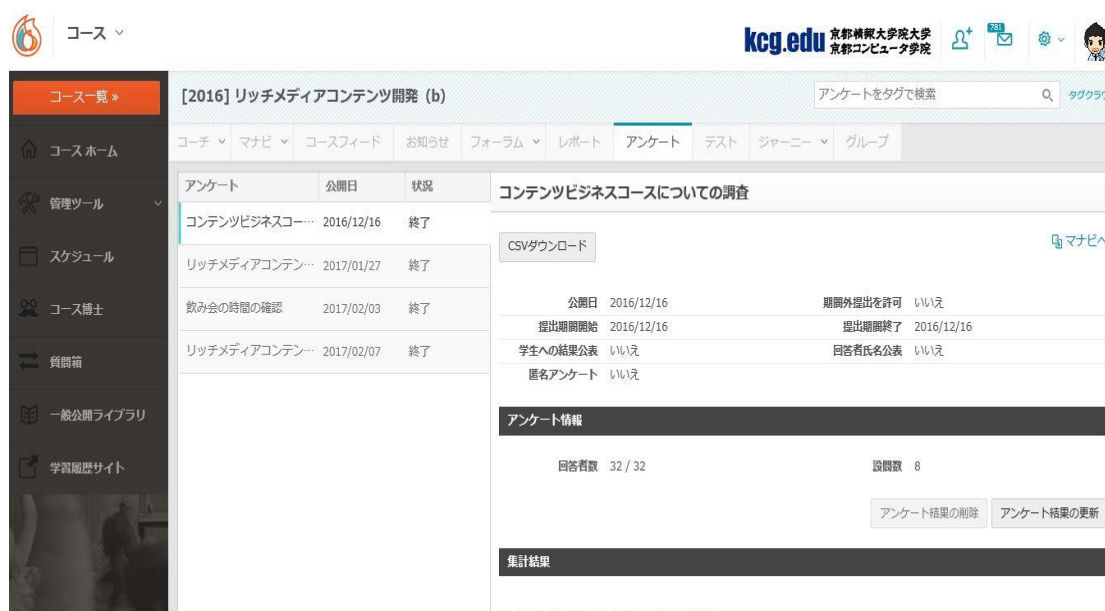 コース
kcg.edu 京都情報大学院大学
京都コンピュータ学院
781
コース一覧 »
[2016] リッチメディアコンテンツ開発 (b)
アンケートをタグで検索
コース ホーム
管理ツール
スケジュール
コース博士
質問箱
一般公開ライブラリ
学習履歴サイト
コーチ マナビ コースフィード お知らせ フォーラム レポート アンケート テスト ジャーニー グループ
アンケート 公開日 状況
コンテンツビジネスコー… 2016/12/16 終了
リッチメディアコンテン… 2017/01/27 終了
飲み会の時間の確認 2017/02/03 終了
リッチメディアコンテン… 2017/02/07 終了
コンテンツビジネスコースについての調査
CSVダウンロード
マナビへ
公開日 2016/12/16 期間外提出を許可 いいえ
提出期間開始 2016/12/16 提出期間終了 2016/12/16
学生への結果公表 いいえ 回答者氏名公表 いいえ
匿名アンケート いいえ
アンケート情報
回答者数 32 / 32 設問数 8
アンケート結果の削除 アンケート結果の更新
集計結果